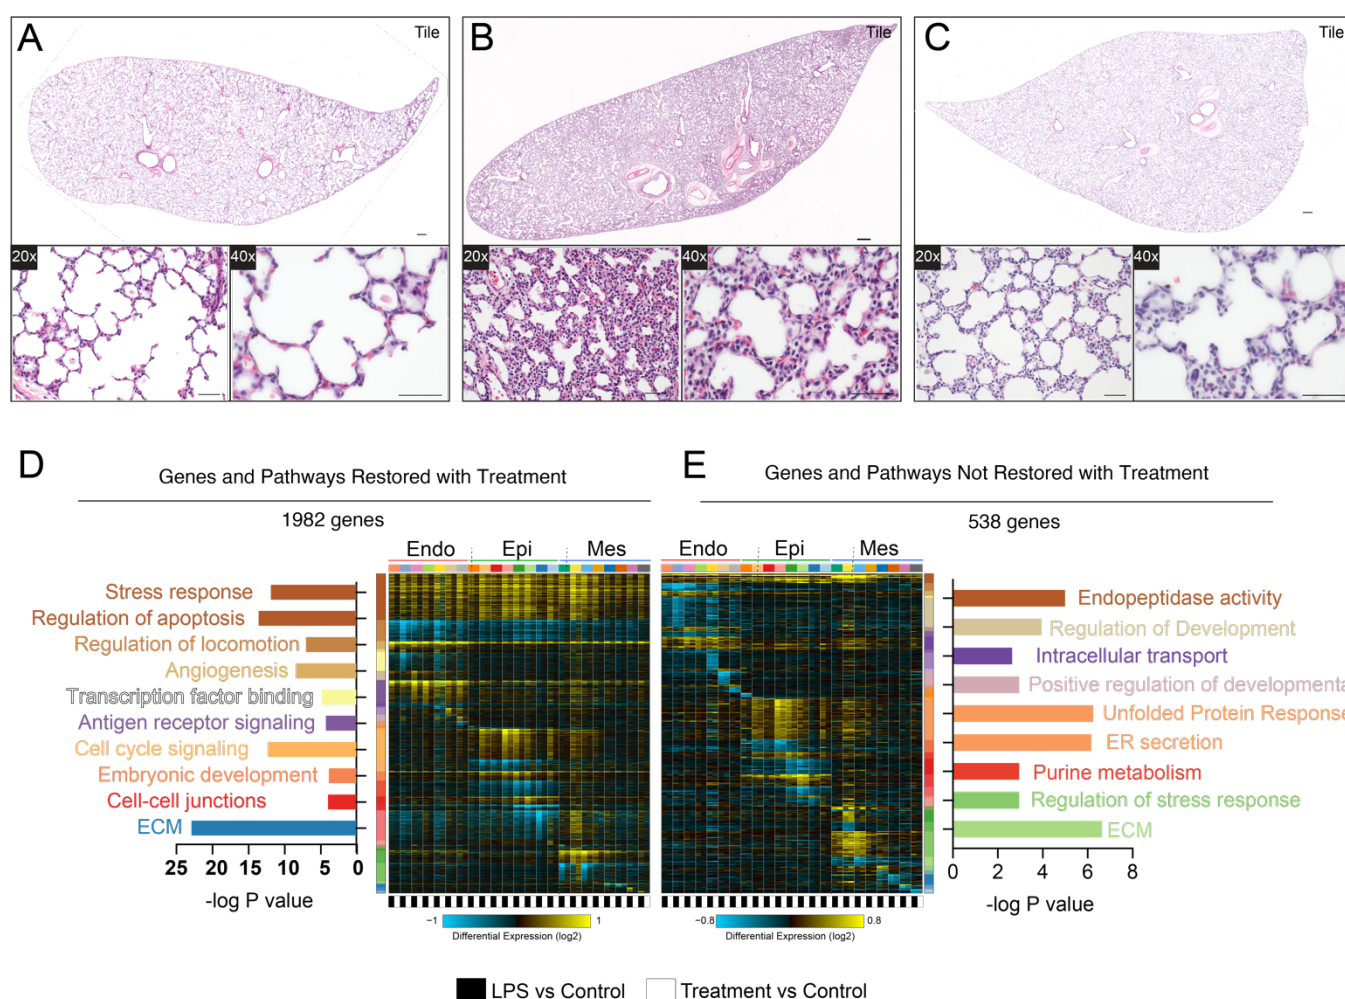 A
Tile
20x
40x
B
Tile
20x
40x
C
Tile
20x
40x
D
Genes and Pathways Restored with Treatment
1982 genes
Endo
Epi
Mes
Stress response
Regulation of apoptosis
Regulation of locomotion
Angiogenesis
Transcription factor binding
Antigen receptor signaling
Cell cycle signaling
Embryonic development
Cell-cell junctions
ECM
25 20 15 10 5 0
-log P value
−1
1
Differential Expression (log2)
E
Genes and Pathways Not Restored with Treatment
538 genes
Endo
Epi
Mes
Endopeptidase activity
Regulation of Development
Intracellular transport
Positive regulation of developmenta
Unfolded Protein Response
ER secretion
Purine metabolism
Regulation of stress response
ECM
0 2 4 6 8
-log P value
−0.8
0.8
Differential Expression (log2)
LPS vs Control
Treatment vs Control